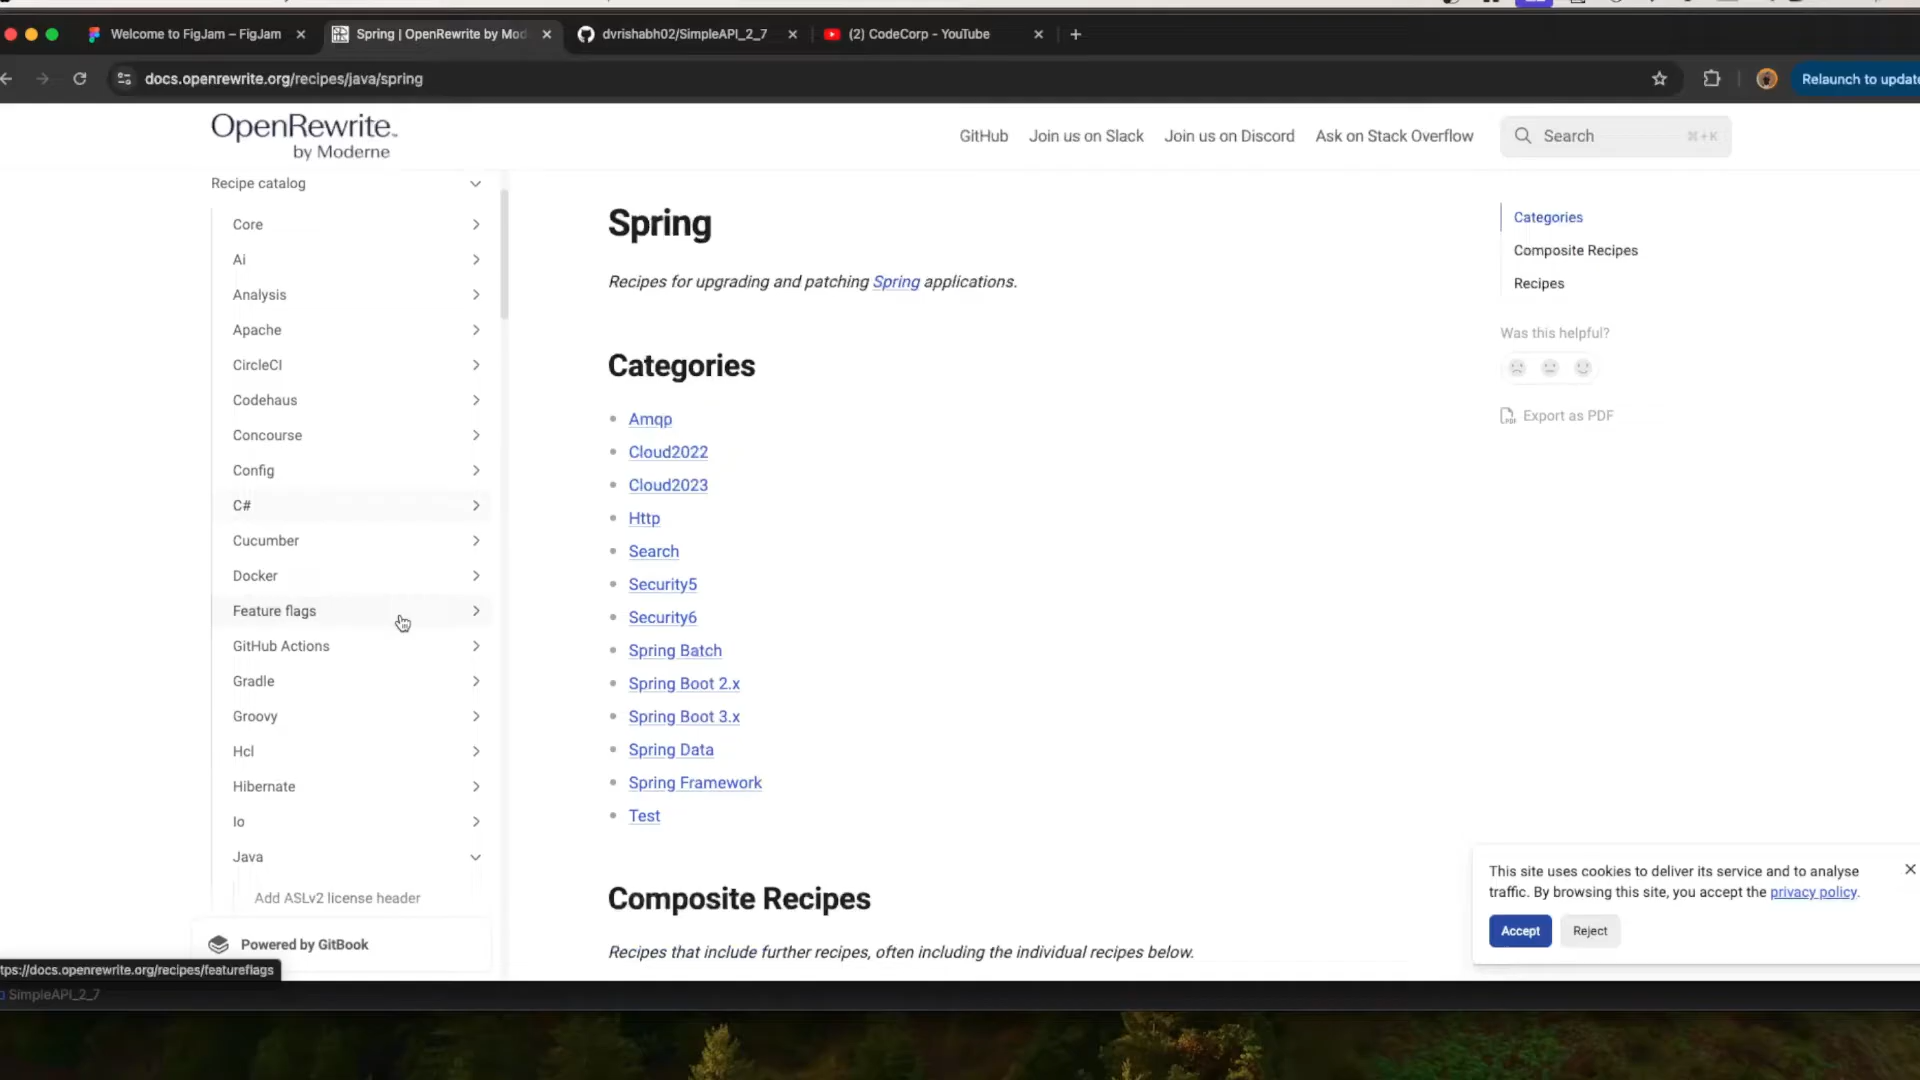 Welcome to FigJam – FigJam
Spring | OpenRewrite by Mod
dvrishabh02/SimpleAPI_2_7
(2) CodeCorp - YouTube
docs.openrewrite.org/recipes/java/spring
Relaunch to update
OpenRewrite
by Moderne
GitHub
Join us on Slack
Join us on Discord
Ask on Stack Overflow
Search
⌘+K
Recipe catalog
Core
Ai
Analysis
Apache
CircleCI
Codehaus
Concourse
Config
C#
Cucumber
Docker
Feature flags
GitHub Actions
Gradle
Groovy
Hcl
Hibernate
Io
Java
Add ASLv2 license header
Powered by GitBook
Spring
Recipes for upgrading and patching Spring applications.
Categories
Amqp
Cloud2022
Cloud2023
Http
Search
Security5
Security6
Spring Batch
Spring Boot 2.x
Spring Boot 3.x
Spring Data
Spring Framework
Test
Composite Recipes
Recipes that include further recipes, often including the individual recipes below.
Categories
Composite Recipes
Recipes
Was this helpful?
PDF
Export as PDF
This site uses cookies to deliver its service and to analyse
traffic. By browsing this site, you accept the privacy policy.
Accept
Reject
tps://docs.openrewrite.org/recipes/featureflags
SimpleAPI_2_7